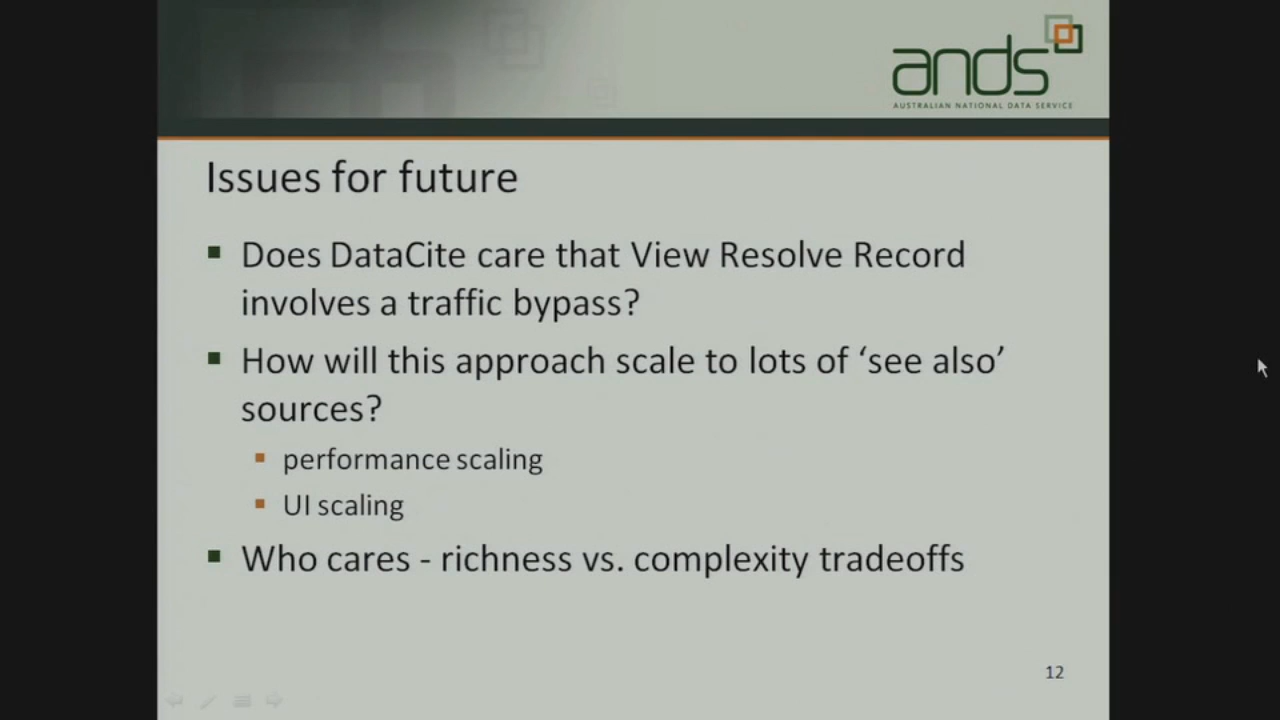 ands
AUSTRALIAN NATIONAL DATA SERVICE
Issues for future
Does DataCite care that View Resolve Record
involves a traffic bypass?
How will this approach scale to lots of ‘see also’
sources?
performance scaling
UI scaling
Who cares - richness vs. complexity tradeoffs
12